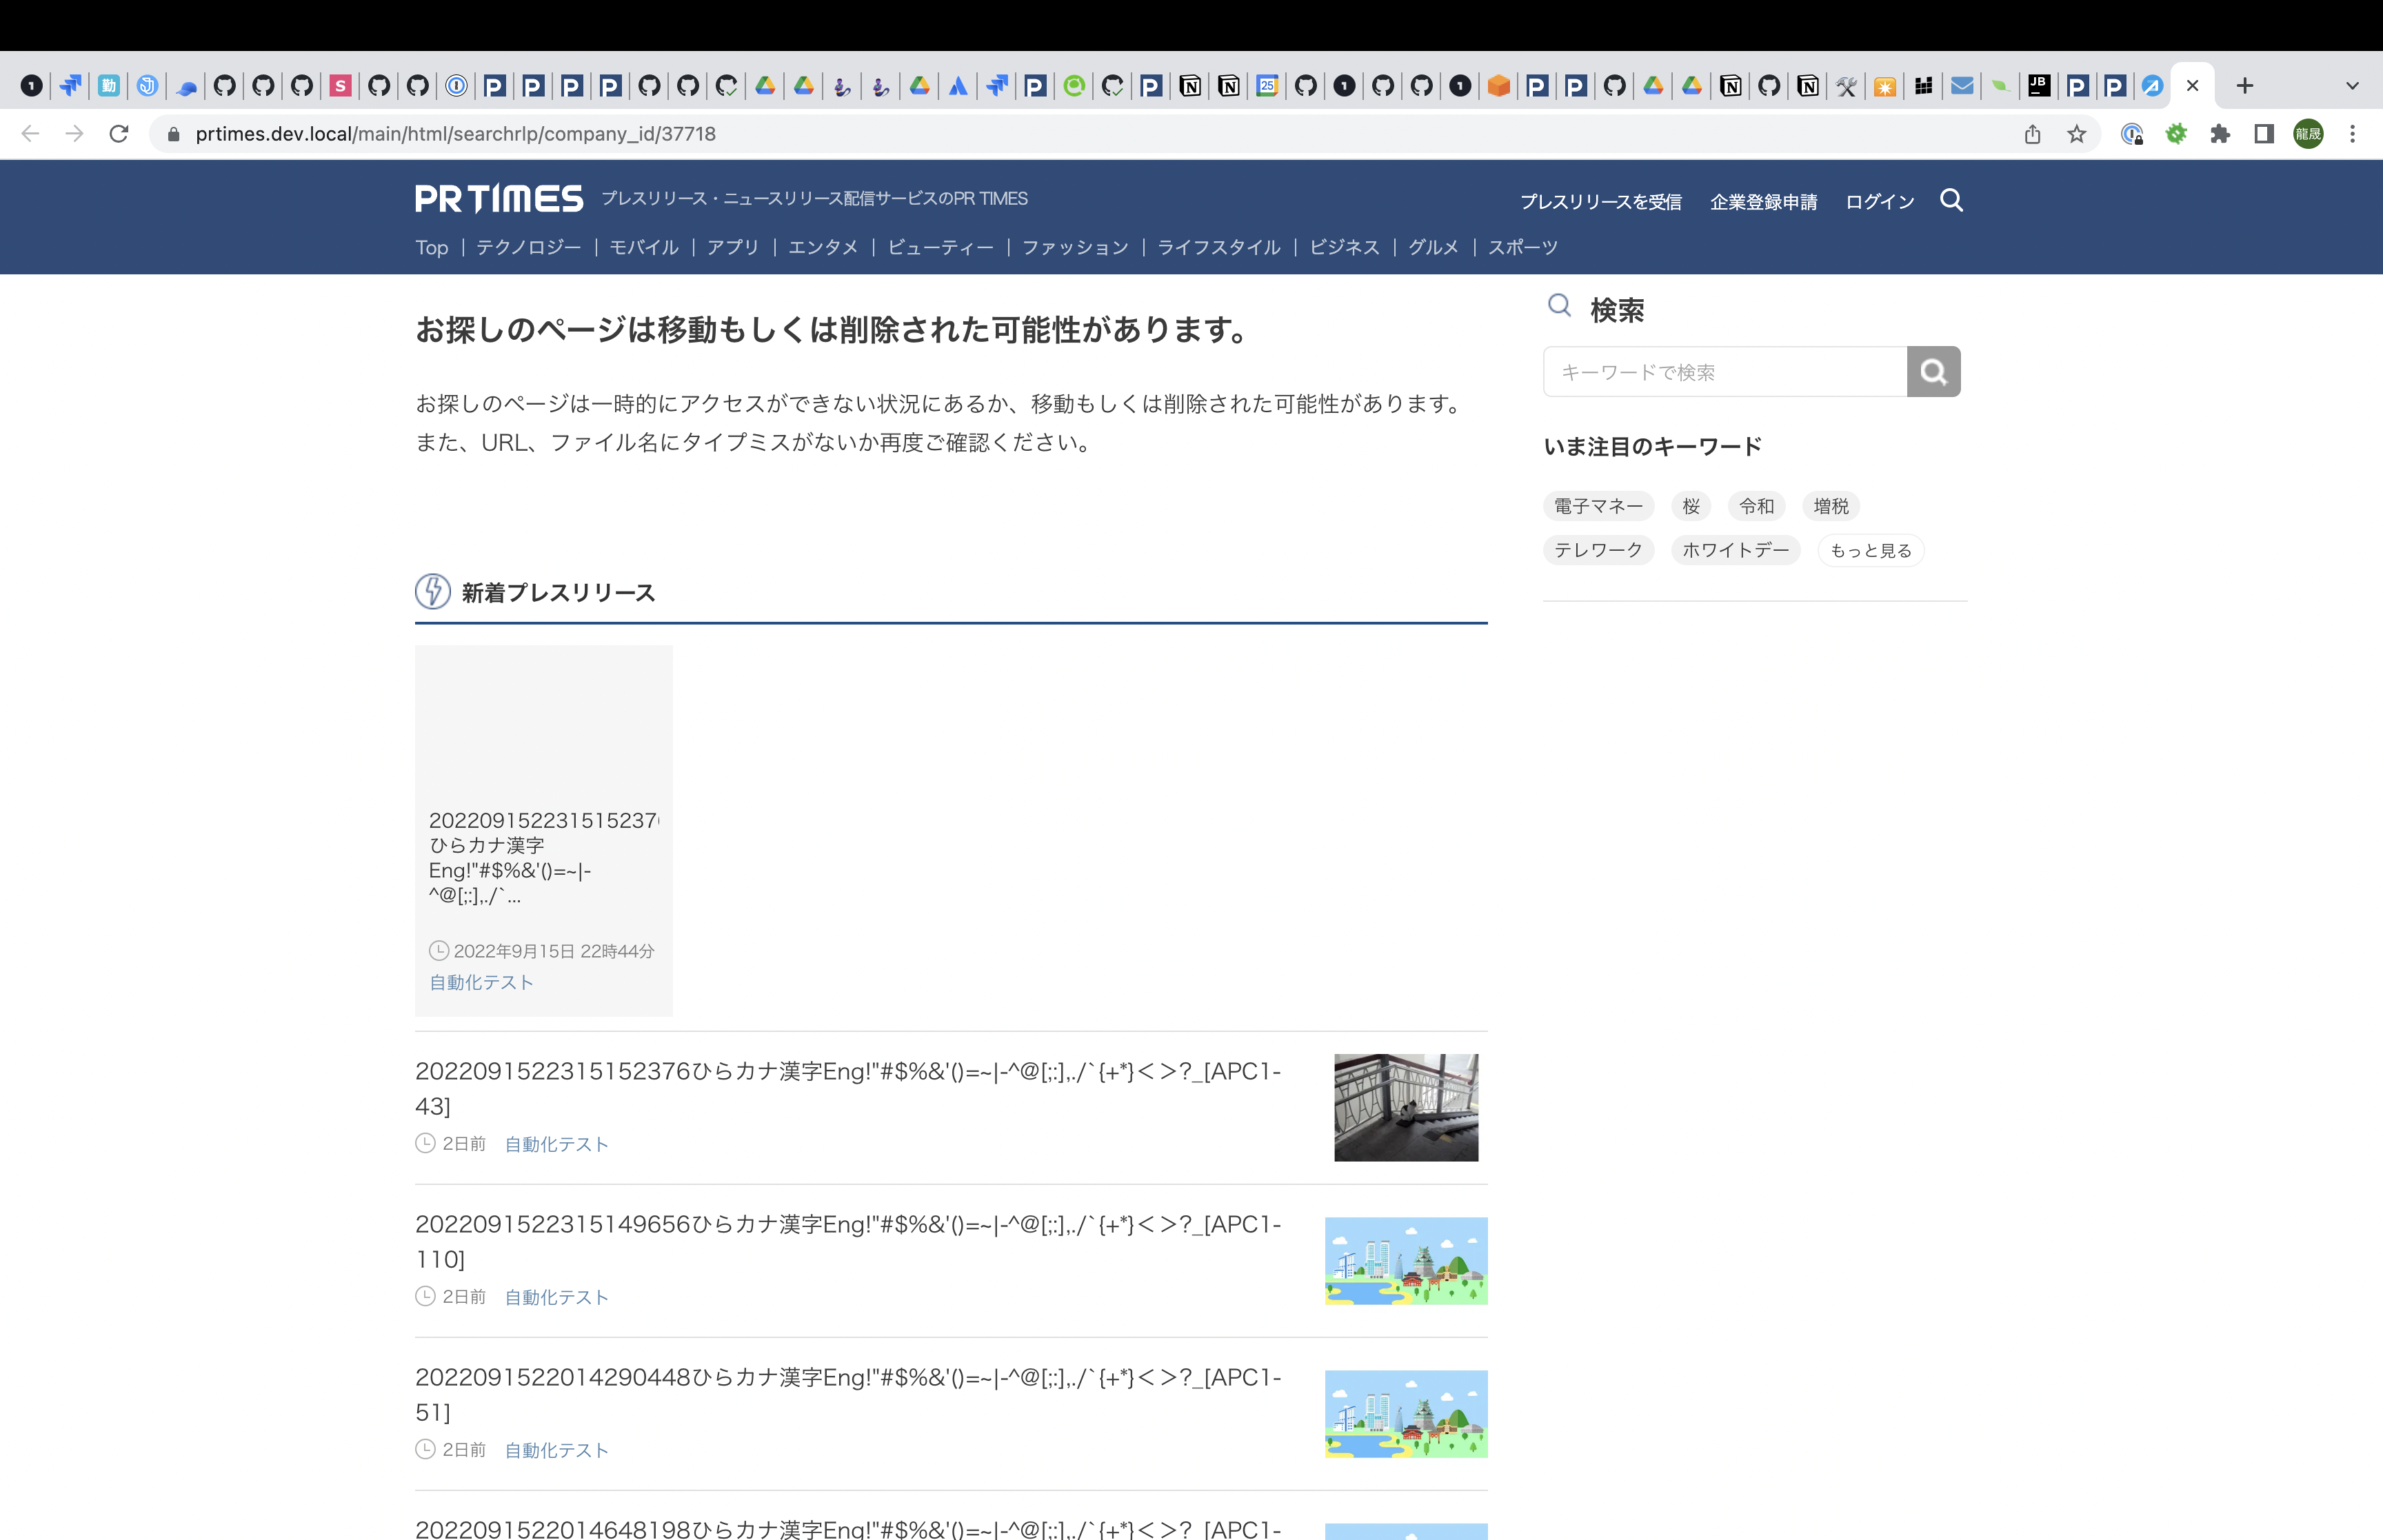 prtimes.dev.local/main/html/searchrlp/company_id/37718
龍晟
PR TIMES プレスリリース・ニュースリリース配信サービスのPR TIMES
プレスリリースを受信 企業登録申請 ログイン
Top | テクノロジー | モバイル | アプリ | エンタメ | ビューティー | ファッション | ライフスタイル | ビジネス | グルメ | スポーツ
お探しのページは移動もしくは削除された可能性があります。
お探しのページは一時的にアクセスができない状況にあるか、移動もしくは削除された可能性があります。
また、URL、ファイル名にタイプミスがないか再度ご確認ください。
検索
キーワードで検索
いま注目のキーワード
電子マネー 桜 令和 増税
テレワーク ホワイトデー もっと見る
新着プレスリリース
2022091522315152376
ひらカナ漢字
Eng!"#$%&'()=~|-
^@[;:],./`...
2022年9月15日 22時44分
自動化テスト
2022091522315152376ひらカナ漢字Eng!"#$%&'()=~|-^@[;:],./`{+*}<>?_[APC1-
43]
2日前 自動化テスト
2022091522315149656ひらカナ漢字Eng!"#$%&'()=~|-^@[;:],./`{+*}<>?_[APC1-
110]
2日前 自動化テスト
2022091522014290448ひらカナ漢字Eng!"#$%&'()=~|-^@[;:],./`{+*}<>?_[APC1-
51]
2日前 自動化テスト
2022091522014648198ひらカナ漢字Eng!"#$%&'()=~|-^@[;:],./`{+*}<>?_[APC1-